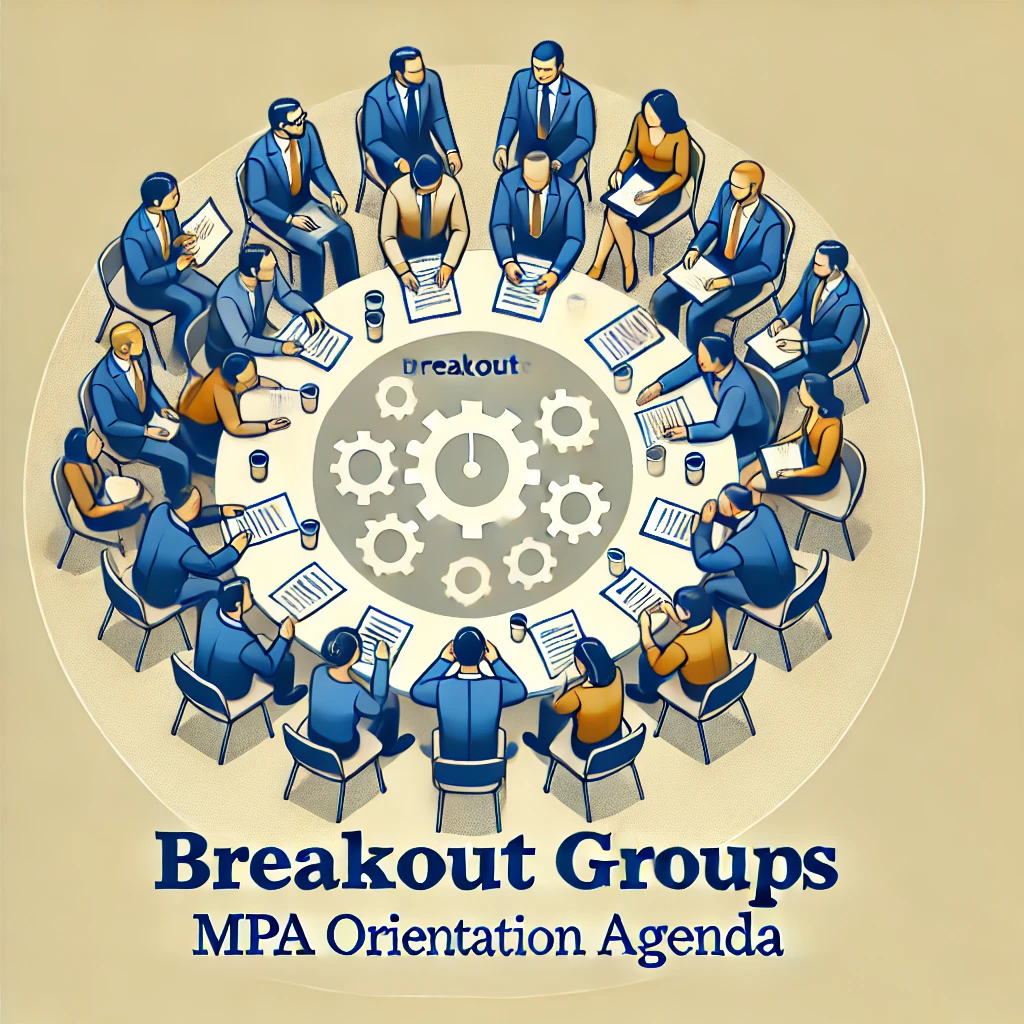 Breakout
Breakout Groups
MPA Orientation Agenda